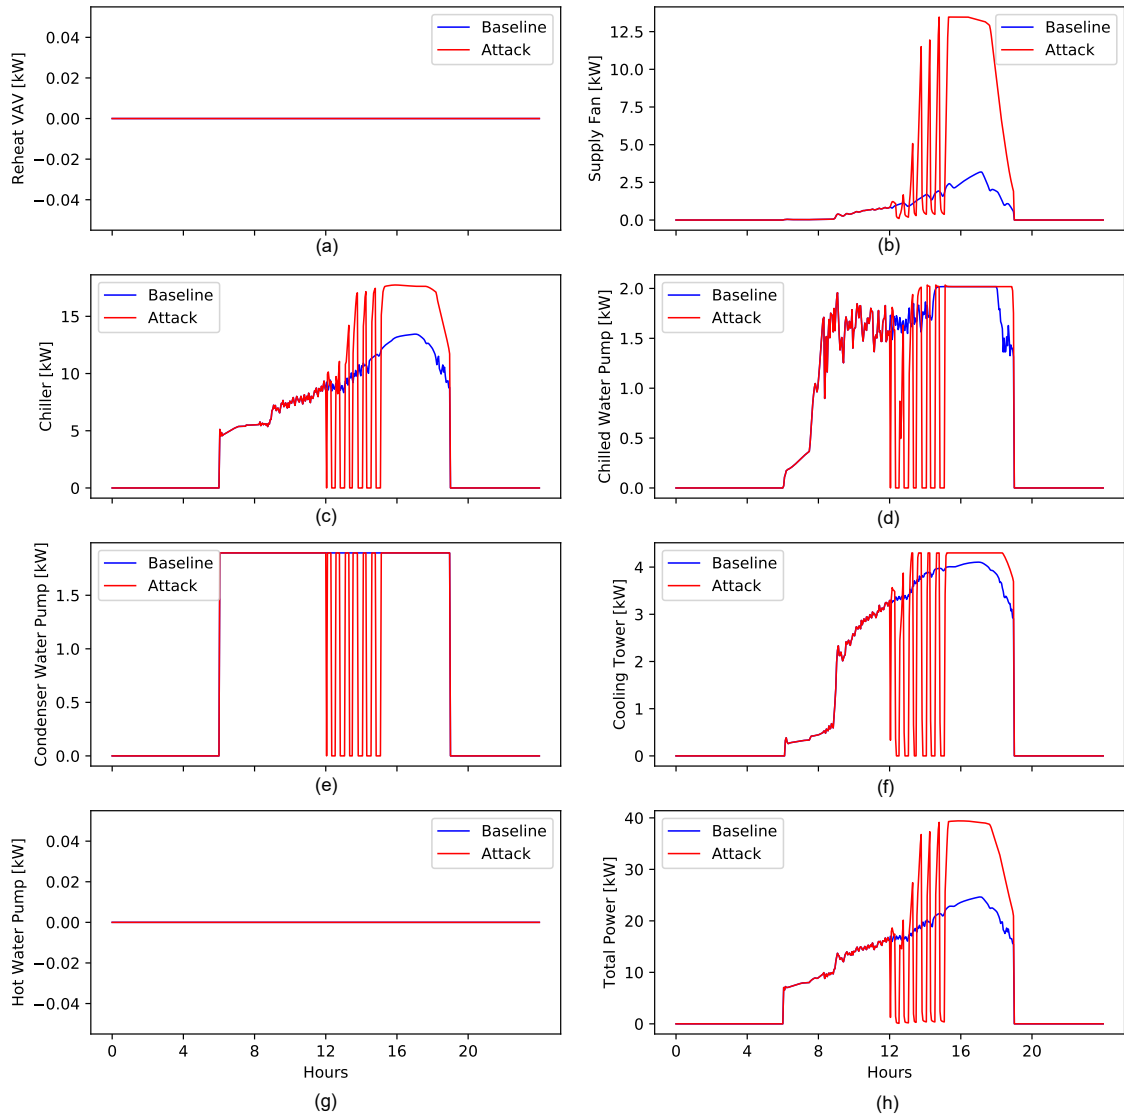 Reheat VAV [kW]
0.04
0.02
0.00
−0.02
−0.04
Baseline
Attack
(a)
Supply Fan [kW]
12.5
10.0
7.5
5.0
2.5
0.0
Baseline
Attack
(b)
Chiller [kW]
15
10
5
0
Baseline
Attack
(c)
Chilled Water Pump [kW]
2.0
1.5
1.0
0.5
0.0
Baseline
Attack
(d)
Condenser Water Pump [kW]
1.5
1.0
0.5
0.0
Baseline
Attack
(e)
Cooling Tower [kW]
4
3
2
1
0
Baseline
Attack
(f)
Hot Water Pump [kW]
0.04
0.02
0.00
−0.02
−0.04
Baseline
Attack
0 4 8 12 16 20
Hours
(g)
Total Power [kW]
40
30
20
10
0
Baseline
Attack
0 4 8 12 16 20
Hours
(h)